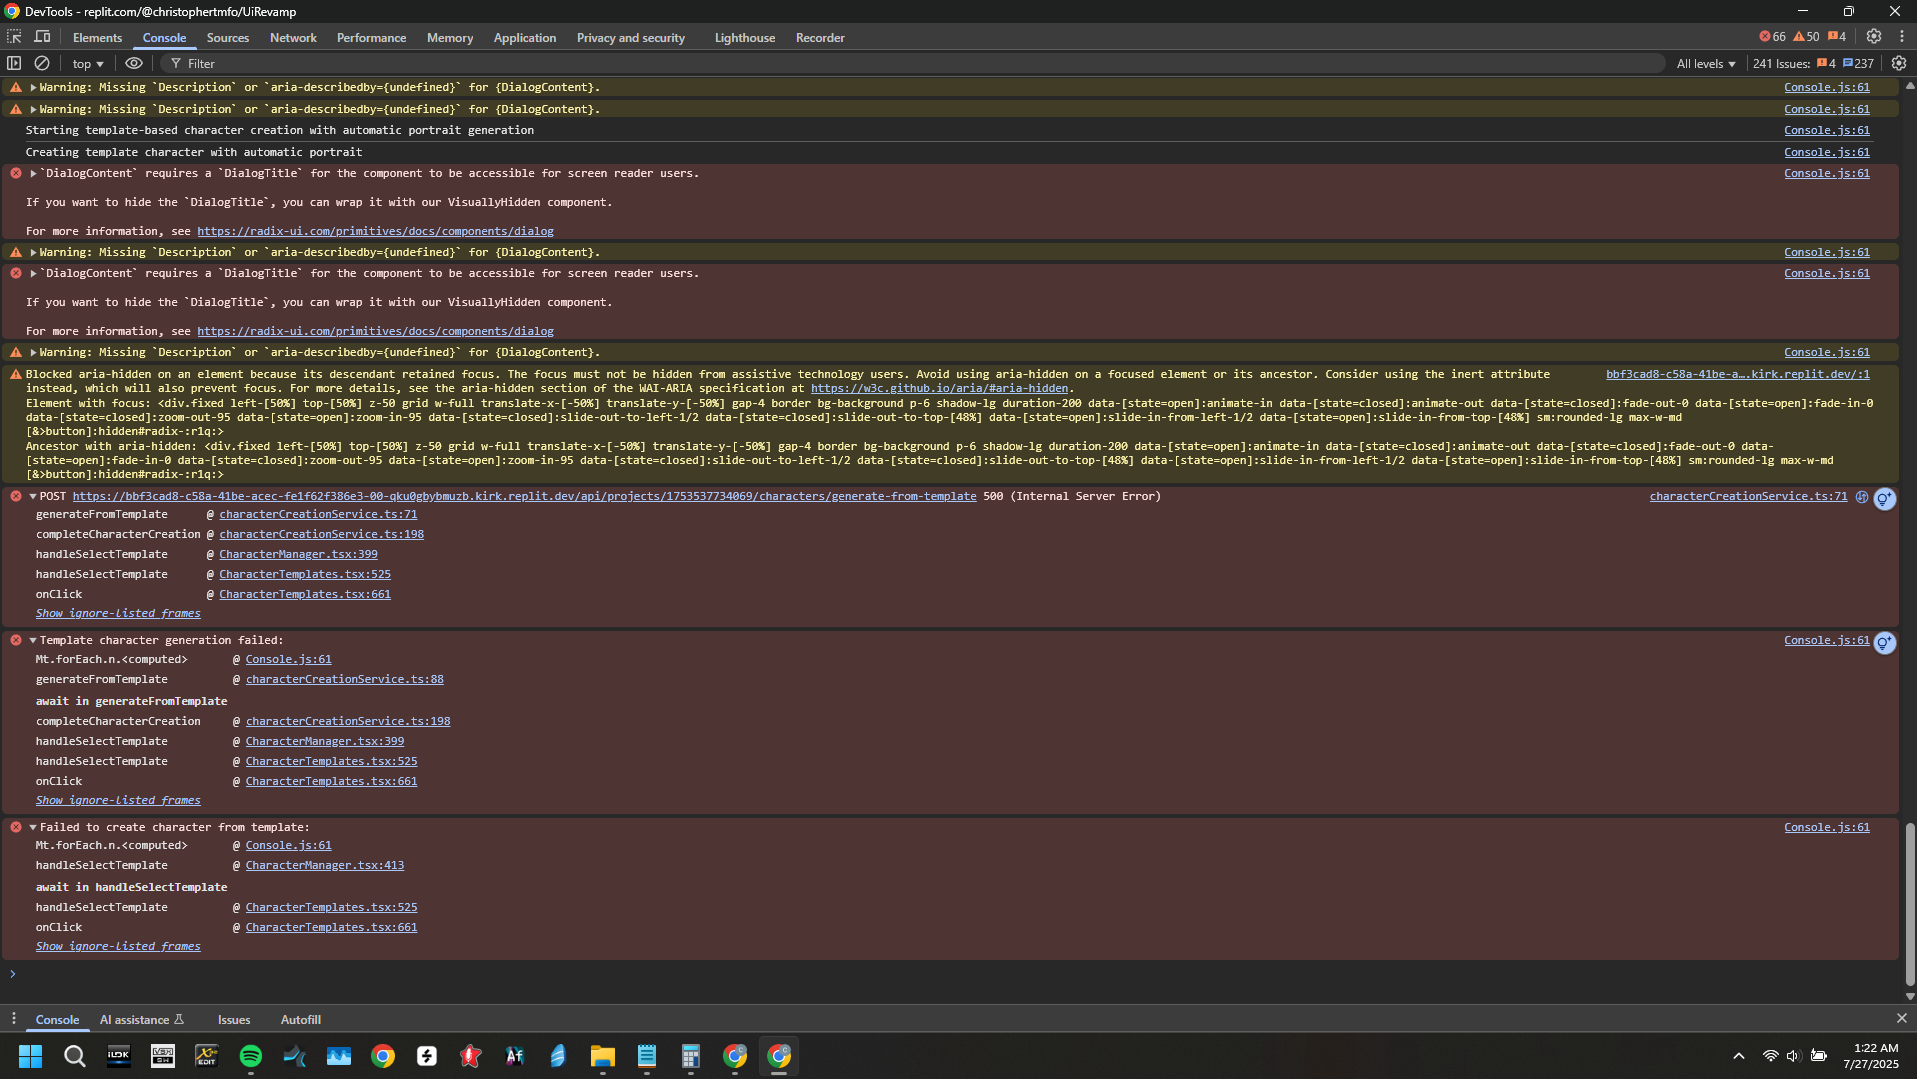 DevTools - replit.com/@christophertmfo/UiRevamp
Elements Console Sources Network Performance Memory Application Privacy and security Lighthouse Recorder 66 50 4
top Filter All levels 241 Issues: 4 237
Warning: Missing `Description` or `aria-describedby={undefined}` for {DialogContent}. Console.js:61
Warning: Missing `Description` or `aria-describedby={undefined}` for {DialogContent}. Console.js:61
Starting template-based character creation with automatic portrait generation Console.js:61
Creating template character with automatic portrait Console.js:61
`DialogContent` requires a `DialogTitle` for the component to be accessible for screen reader users. Console.js:61
If you want to hide the `DialogTitle`, you can wrap it with our VisuallyHidden component.
For more information, see https://radix-ui.com/primitives/docs/components/dialog
Warning: Missing `Description` or `aria-describedby={undefined}` for {DialogContent}. Console.js:61
`DialogContent` requires a `DialogTitle` for the component to be accessible for screen reader users. Console.js:61
If you want to hide the `DialogTitle`, you can wrap it with our VisuallyHidden component.
For more information, see https://radix-ui.com/primitives/docs/components/dialog
Warning: Missing `Description` or `aria-describedby={undefined}` for {DialogContent}. Console.js:61
Blocked aria-hidden on an element because its descendant retained focus. The focus must not be hidden from assistive technology users. Avoid using aria-hidden on a focused element or its ancestor. Consider using the inert attribute bbf3cad8-c58a-41be-a….kirk.replit.dev/:1
instead, which will also prevent focus. For more details, see the aria-hidden section of the WAI-ARIA specification at https://w3c.github.io/aria/#aria-hidden.
Element with focus: <div.fixed left-[50%] top-[50%] z-50 grid w-full translate-x-[-50%] translate-y-[-50%] gap-4 border bg-background p-6 shadow-lg duration-200 data-[state=open]:animate-in data-[state=closed]:animate-out data-[state=closed]:fade-out-0 data-[state=open]:fade-in-0
data-[state=closed]:zoom-out-95 data-[state=open]:zoom-in-95 data-[state=closed]:slide-out-to-left-1/2 data-[state=closed]:slide-out-to-top-[48%] data-[state=open]:slide-in-from-left-1/2 data-[state=open]:slide-in-from-top-[48%] sm:rounded-lg max-w-md
[&>button]:hidden#radix-:r1q:>
Ancestor with aria-hidden: <div.fixed left-[50%] top-[50%] z-50 grid w-full translate-x-[-50%] translate-y-[-50%] gap-4 border bg-background p-6 shadow-lg duration-200 data-[state=open]:animate-in data-[state=closed]:animate-out data-[state=closed]:fade-out-0 data-
[state=open]:fade-in-0 data-[state=closed]:zoom-out-95 data-[state=open]:zoom-in-95 data-[state=closed]:slide-out-to-left-1/2 data-[state=closed]:slide-out-to-top-[48%] data-[state=open]:slide-in-from-left-1/2 data-[state=open]:slide-in-from-top-[48%] sm:rounded-lg max-w-md
[&>button]:hidden#radix-:r1q:>
POST https://bbf3cad8-c58a-41be-acec-fe1f62f386e3-00-qku0gbybmuzb.kirk.replit.dev/api/projects/1753537734069/characters/generate-from-template 500 (Internal Server Error) characterCreationService.ts:71
generateFromTemplate @ characterCreationService.ts:71
completeCharacterCreation @ characterCreationService.ts:198
handleSelectTemplate @ CharacterManager.tsx:399
handleSelectTemplate @ CharacterTemplates.tsx:525
onClick @ CharacterTemplates.tsx:661
Show ignore-listed frames
Template character generation failed: Console.js:61
Mt.forEach.n.<computed> @ Console.js:61
generateFromTemplate @ characterCreationService.ts:88
await in generateFromTemplate
completeCharacterCreation @ characterCreationService.ts:198
handleSelectTemplate @ CharacterManager.tsx:399
handleSelectTemplate @ CharacterTemplates.tsx:525
onClick @ CharacterTemplates.tsx:661
Show ignore-listed frames
Failed to create character from template: Console.js:61
Mt.forEach.n.<computed> @ Console.js:61
handleSelectTemplate @ CharacterManager.tsx:413
await in handleSelectTemplate
handleSelectTemplate @ CharacterTemplates.tsx:525
onClick @ CharacterTemplates.tsx:661
Show ignore-listed frames
Console AI assistance Issues Autofill
1:22 AM
7/27/2025